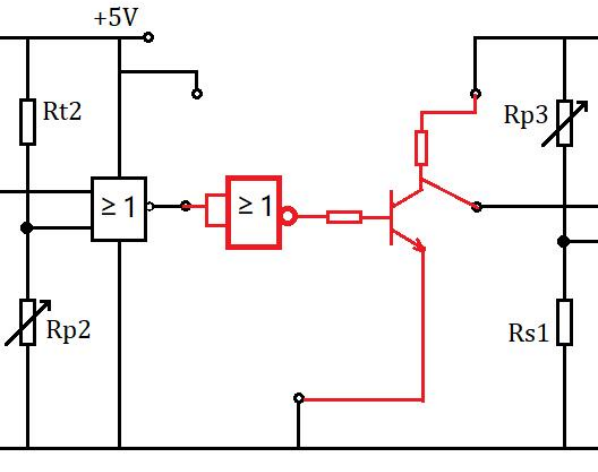 +5V
Rt2
Rp3
≥ 1
≥ 1
Rp2
Rs1